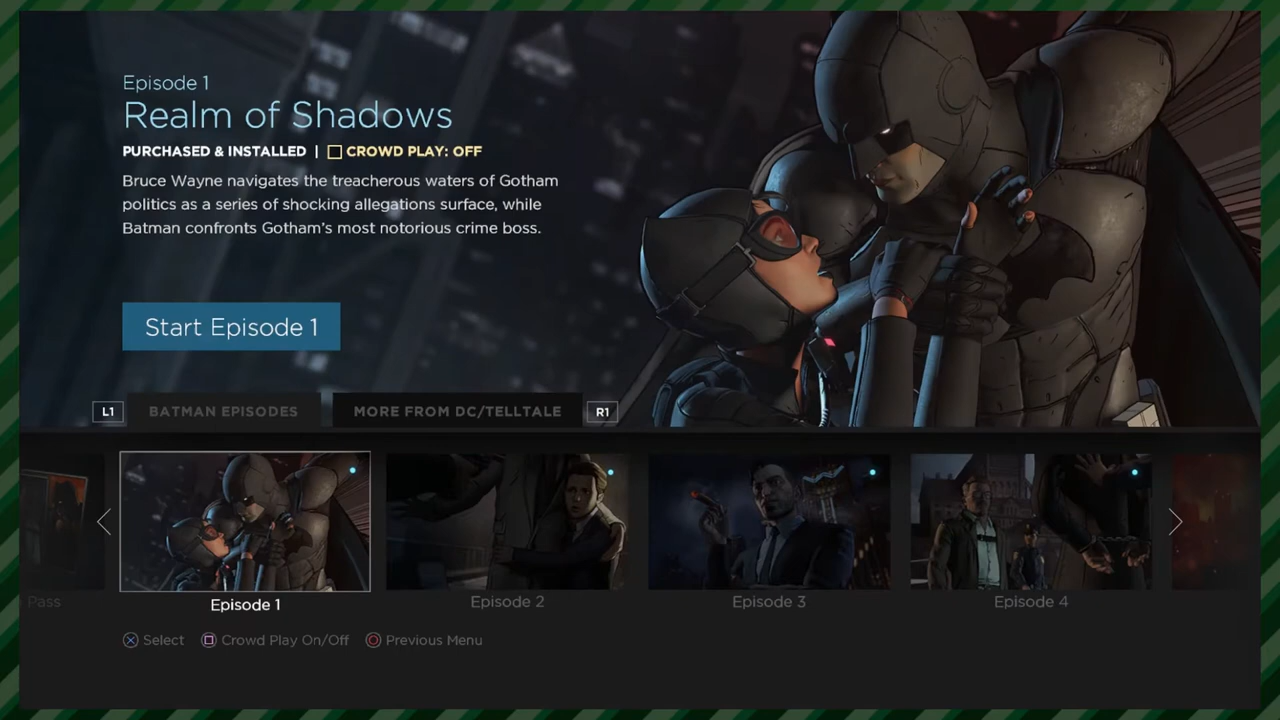 Episode 1
Realm of Shadows
PURCHASED & INSTALLED | CROWD PLAY: OFF
Bruce Wayne navigates the treacherous waters of Gotham
politics as a series of shocking allegations surface, while
Batman confronts Gotham's most notorious crime boss.
Start Episode 1
L1 BATMAN EPISODES MORE FROM DC/TELLTALE R1
Pass Episode 1 Episode 2 Episode 3 Episode 4
Select Crowd Play On/Off Previous Menu